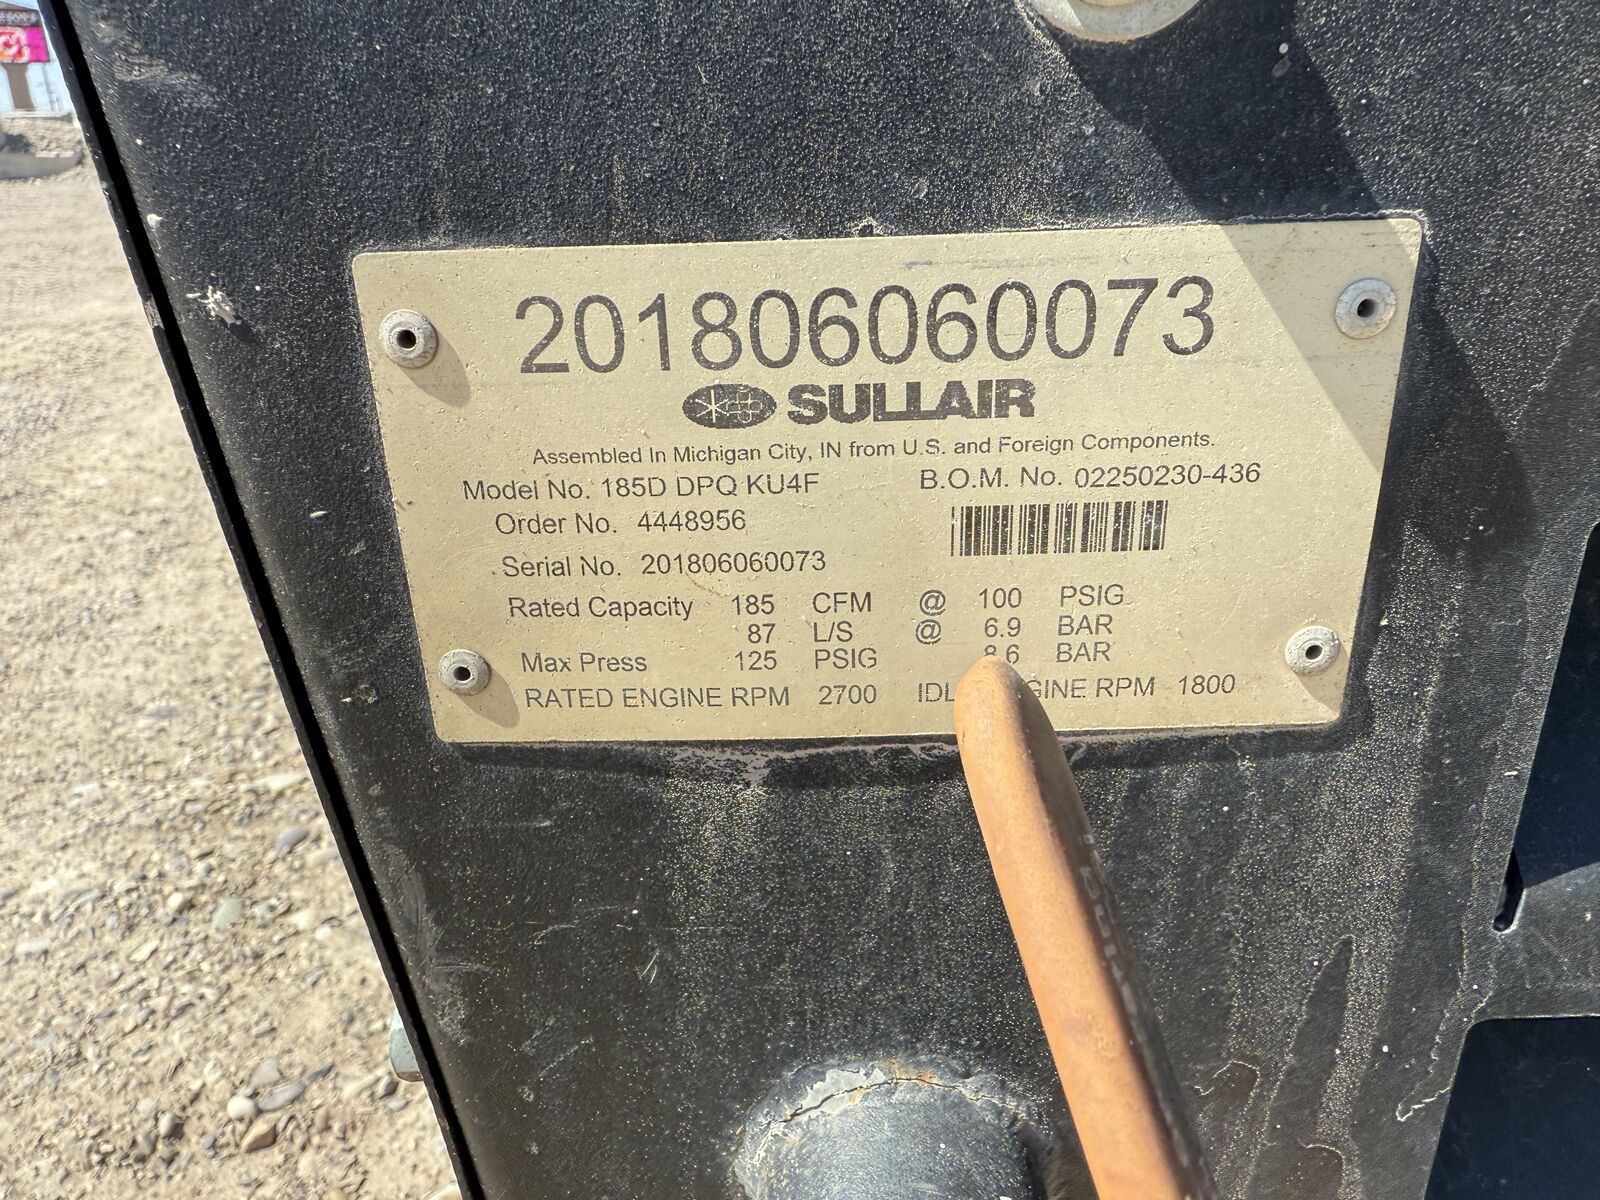 201806060073
SULLAIR
Assembled In Michigan City, IN from U.S. and Foreign Components.
Model No. 185D DPQ KU4F B.O.M. No. 02250230-436
Order No. 4448956
Serial No. 201806060073
Rated Capacity 185 CFM @ 100 PSIG
87 L/S @ 6.9 BAR
Max Press 125 PSIG 8.6 BAR
RATED ENGINE RPM 2700 RPM 1800